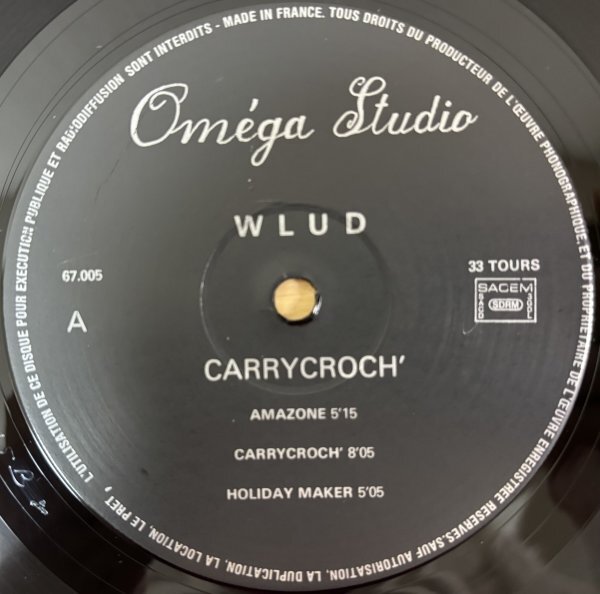 Oméga Studio
WLUD
67.005
33 TOURS
SACEM
SACD SDRM SGDL
A
CARRYCROCH'
AMAZONE 5'15
CARRYCROCH' 8'05
HOLIDAY MAKER 5'05
MADE IN FRANCE. TOUS DROITS DU PRODUCTEUR DE L'ŒUVRE PHONOGRAPHIQUE, ET DU PROPRIETAIRE DE L'ŒUVRE ENREGISTREE RESERVES. SAUF AUTORISATION, LA DUPLICATION, LA LOCATION, LE PRET, L'UTILISATION DE CE DISQUE POUR EXECUTION PUBLIQUE ET RADIODIFFUSION SONT INTERDITS -